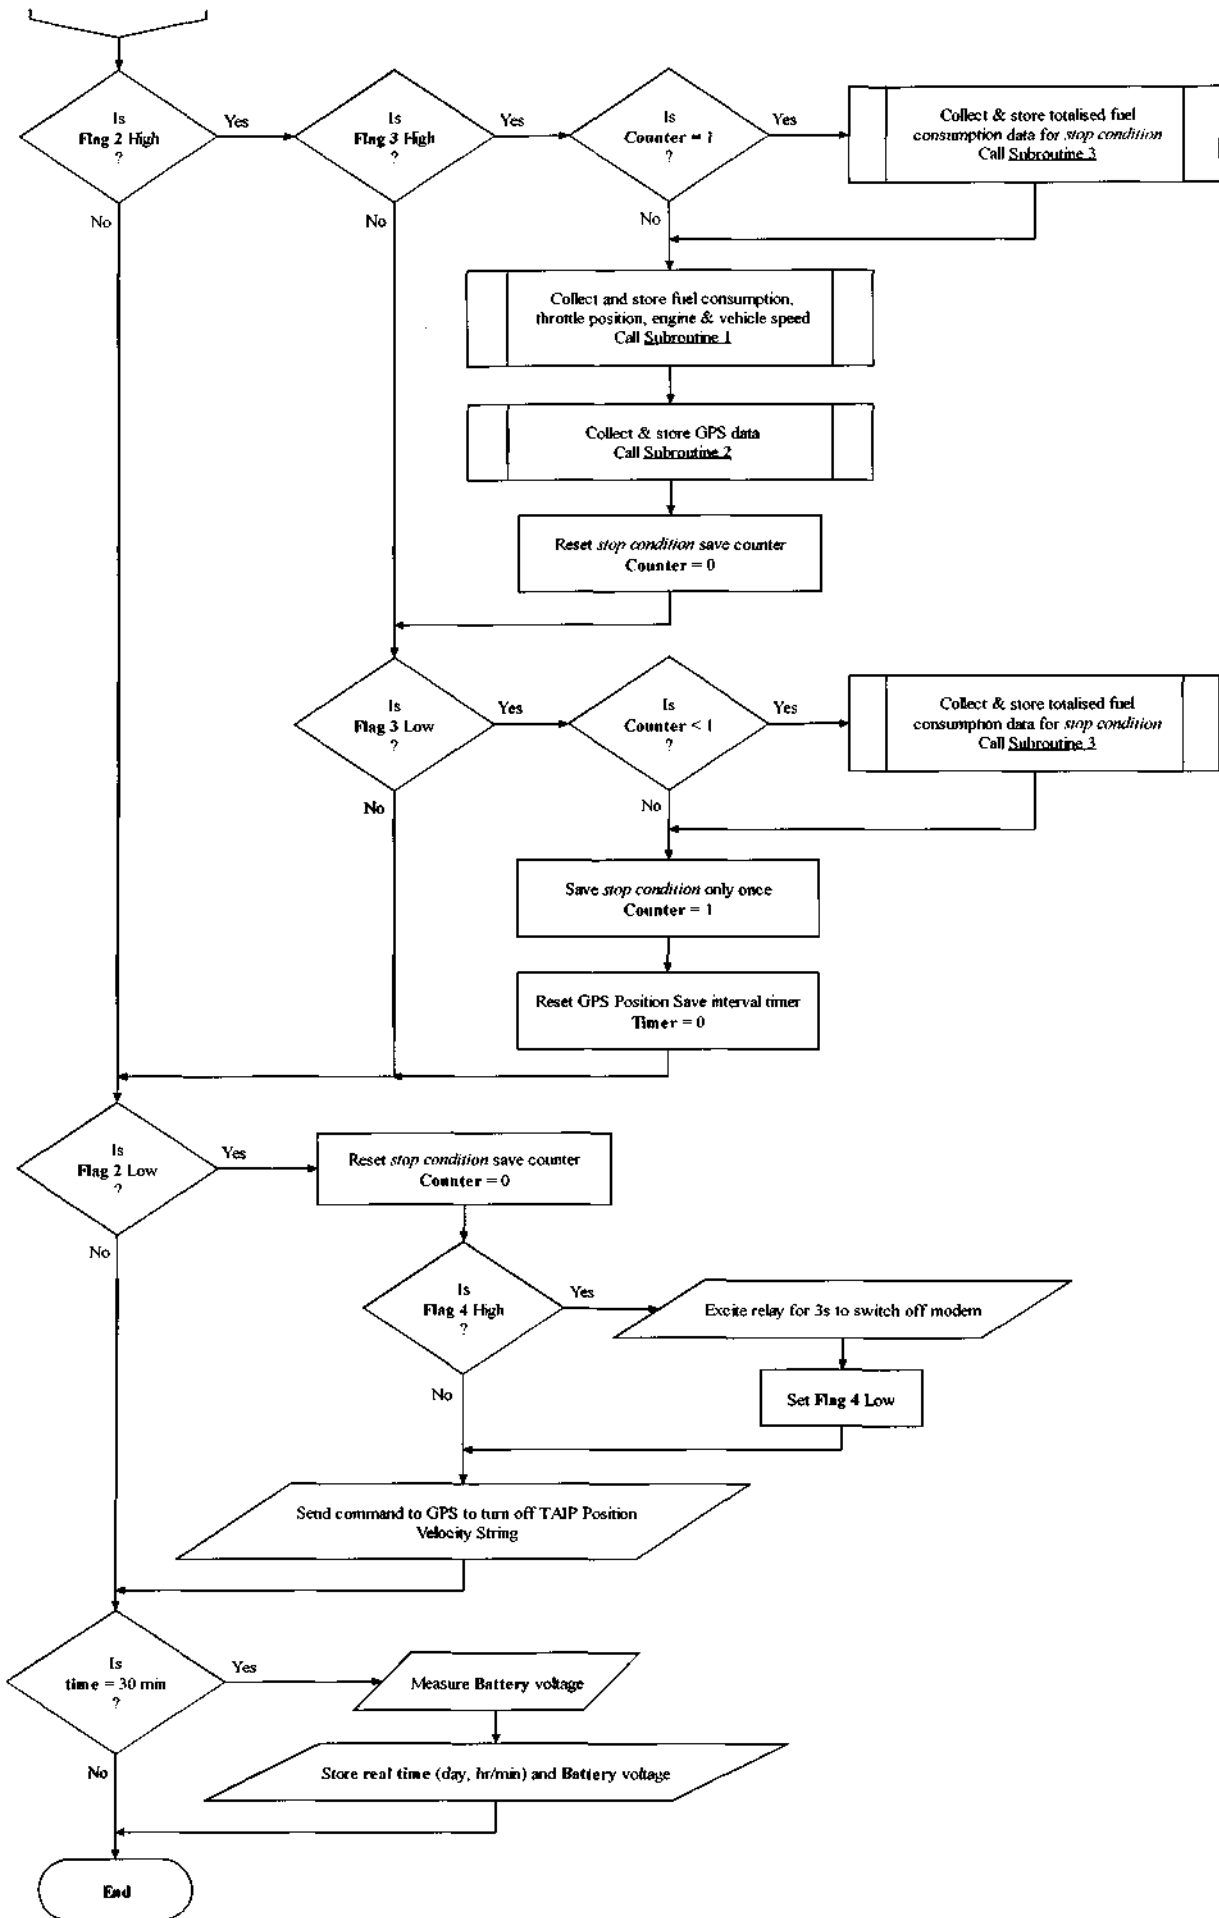 Is
Flag 2 High
?
Yes
No
Is
Flag 3 High
?
Yes
No
Is
Counter = 1
?
Yes
No
Collect & store totalised fuel
consumption data for stop condition
Call Subroutine 3
Collect and store fuel consumption,
throttle position, engine & vehicle speed
Call Subroutine 1
Collect & store GPS data
Call Subroutine 2
Reset stop condition save counter
Counter = 0
Is
Flag 3 Low
?
Yes
No
Is
Counter < 1
?
Yes
No
Collect & store totalised fuel
consumption data for stop condition
Call Subroutine 3
Save stop condition only once
Counter = 1
Reset GPS Position Save interval timer
Timer = 0
Is
Flag 2 Low
?
Yes
No
Reset stop condition save counter
Counter = 0
Is
Flag 4 High
?
Yes
No
Excite relay for 3s to switch off modem
Set Flag 4 Low
Send command to GPS to turn off TAIP Position
Velocity String
Is
time = 30 min
?
Yes
No
Measure Battery voltage
Store real time (day, hr/min) and Battery voltage
End